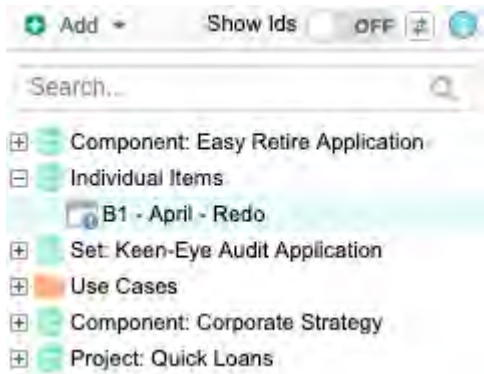 Add Show Ids OFF
Search...
Component: Easy Retire Application
Individual Items
B1 - April - Redo
Set: Keen-Eye Audit Application
Use Cases
Component: Corporate Strategy
Project: Quick Loans